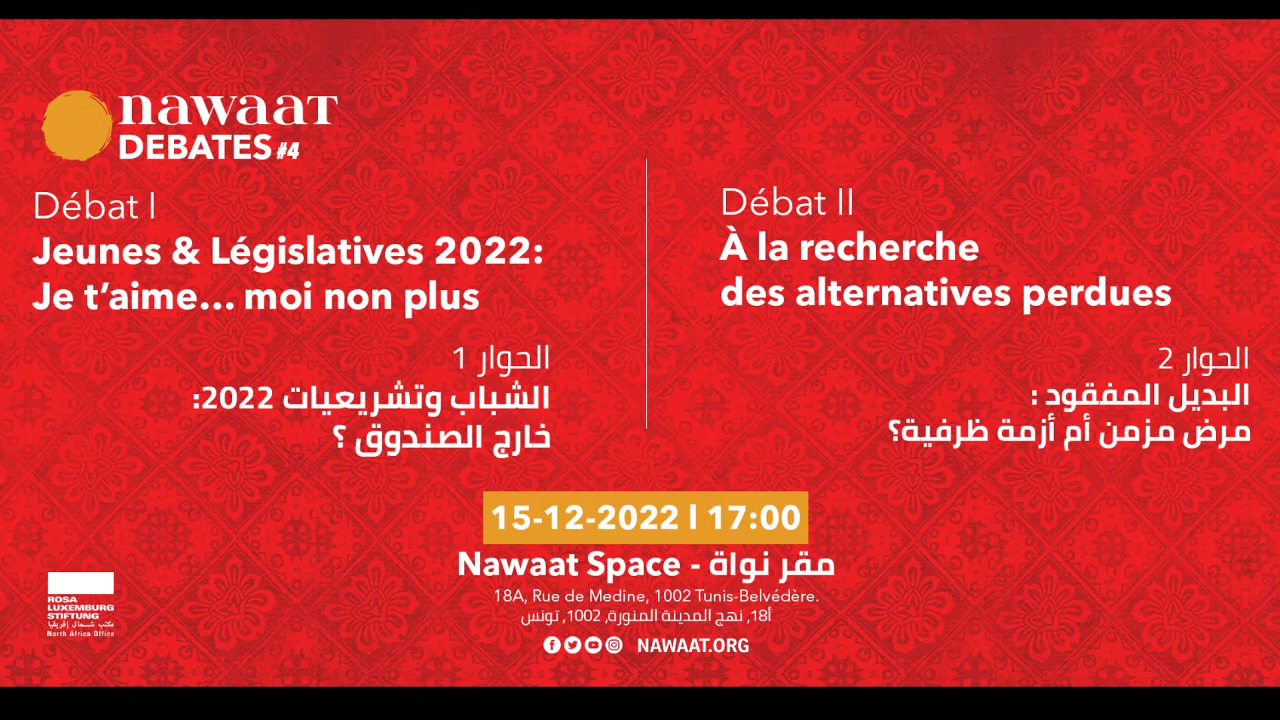 nawaat
DEBATES #4
Débat I
Jeunes & Législatives 2022:
Je t’aime... moi non plus
الحوار 1
الشباب وتشريعيات 2022:
خارج الصندوق ؟
Débat II
À la recherche
des alternatives perdues
الحوار 2
البديل المفقود :
مرض مزمن أم أزمة ظرفية؟
15-12-2022 | 17:00
Nawaat Space - مقر نواة
18A, Rue de Medine, 1002 Tunis-Belvédère.
18أ, نهج المدينة المنورة, 1002, تونس
NAWAAT.ORG
ROSA
LUXEMBURG
STIFTUNG
مكتب شمال إفريقيا
North Africa Office